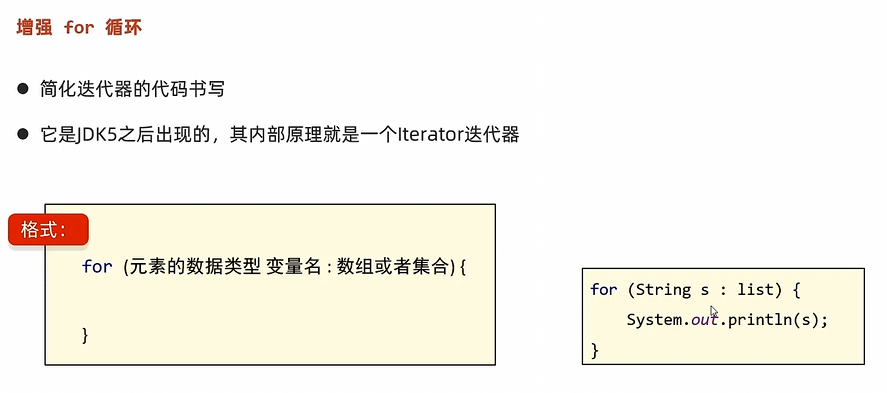 增强 for 循环
● 简化迭代器的代码书写
● 它是JDK5之后出现的，其内部原理就是一个Iterator迭代器
格式：
for (元素的数据类型 变量名 : 数组或者集合) {
}
for (String s : list) {
System.out.println(s);
}